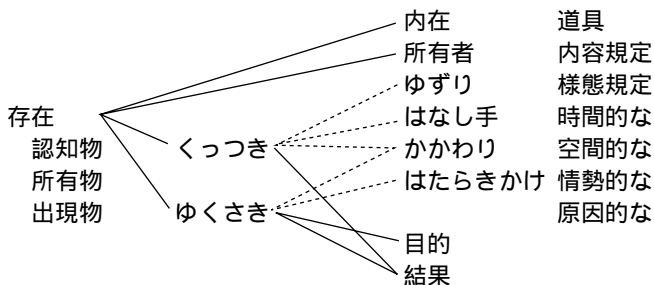 内在 道具
所有者 内容規定
ゆずり 様態規定
存在 はなし手 時間的な
認知物 くっつき かかわり 空間的な
所有物 はたらきかけ 情勢的な
出現物 ゆくさき 原因的な
目的
結果